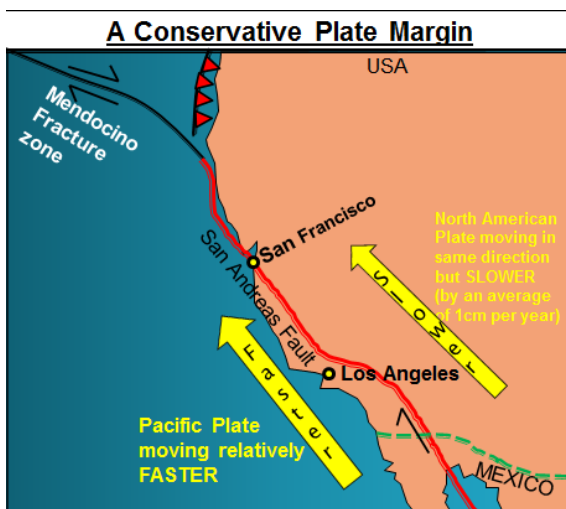 A Conservative Plate Margin
USA
Mendocino
Fracture
zone
San Francisco
North American
Plate moving in
same direction
but SLOWER
(by an average
of 1cm per year)
San Andreas Fault
Slower
Faster
Los Angeles
Pacific Plate
moving relatively
FASTER
MEXICO